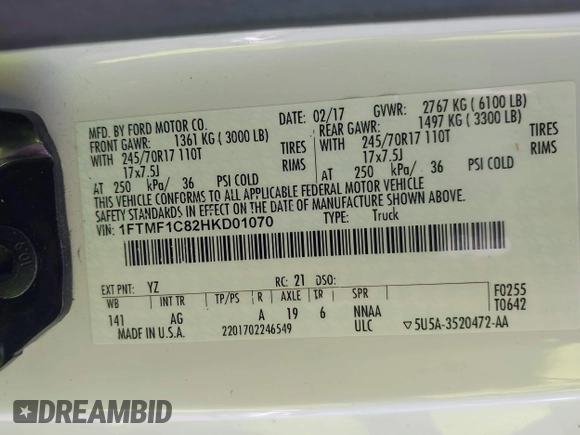 MFD. BY FORD MOTOR CO. DATE: 02/17 GVWR: 2767 KG ( 6100 LB)
FRONT GAWR: 1361 KG ( 3000 LB) REAR GAWR: 1497 KG ( 3300 LB)
WITH 245/70R17 110T TIRES WITH 245/70R17 110T TIRES
17x7.5J RIMS 17x7.5J RIMS
AT 250 kPa/ 36 PSI COLD AT 250 kPa/ 36 PSI COLD
THIS VEHICLE CONFORMS TO ALL APPLICABLE FEDERAL MOTOR VEHICLE
SAFETY STANDARDS IN EFFECT ON THE DATE OF MANUFACTURE SHOWN ABOVE.
VIN: 1FTMF1C82HKD01070 TYPE: Truck
EXT PNT: YZ RC: 21 DSO:
WB INT TR TP/PS R AXLE TR SPR F0255
141 AG A 19 6 NNAA T0642
MADE IN U.S.A. 2201702246549 ULC ▽5U5A-3520472-AA
DREAMBID